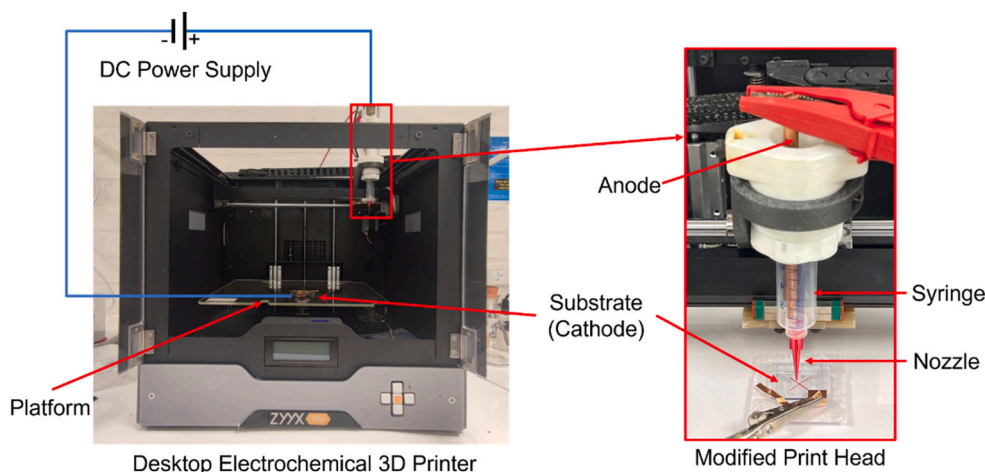 - +
DC Power Supply
Anode
Syringe
Substrate
(Cathode)
Nozzle
Platform
ZYYX
Desktop Electrochemical 3D Printer
Modified Print Head